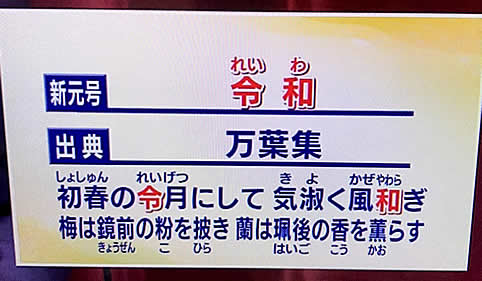 れいわ
新元号 令和
出典 万葉集
しょしゅん れいげつ きよ かぜやわら
初春の令月にして 気淑く風和ぎ
梅は鏡前の粉を披き 蘭は珮後の香を薫らす
きょうぜん こ ひら はいご こう かお